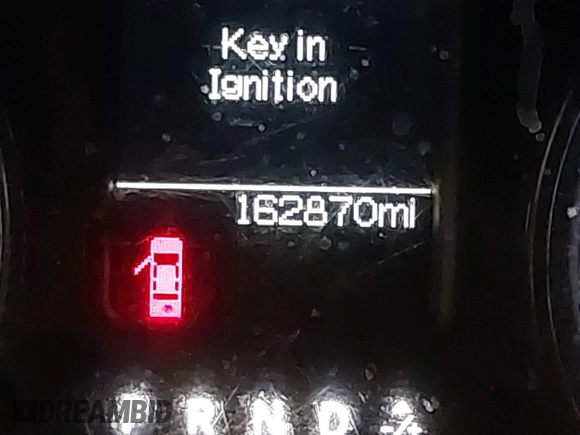 Key in
Ignition
162870mi
R N D
DREAMBID